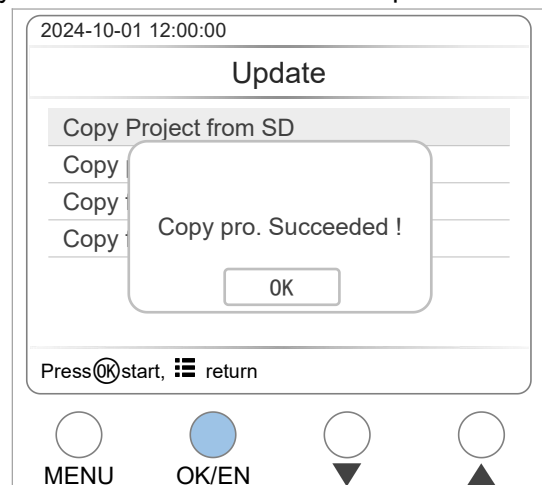 2024-10-01 12:00:00
Update
Copy Project from SD
Copy
Copy
Copy pro. Succeeded !
Copy
OK
Press OK start, return
MENU OK/EN